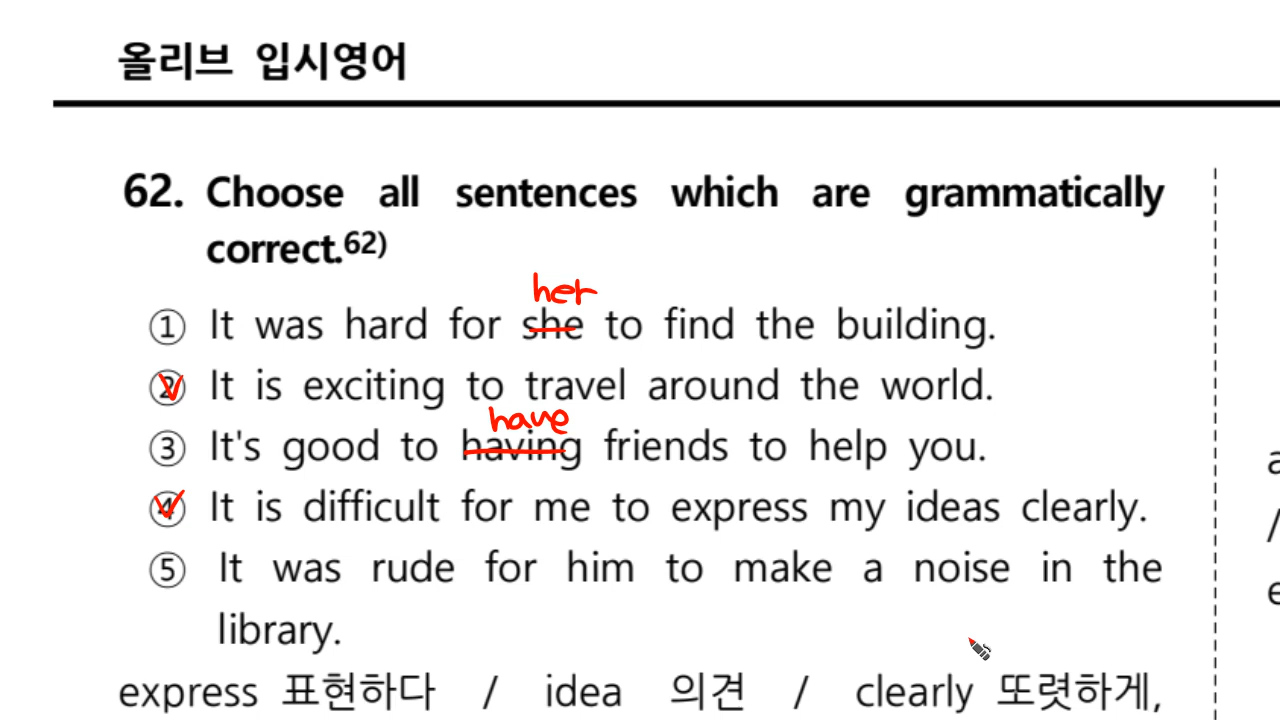 올리브 입시영어
62. Choose all sentences which are grammatically
correct.62)
her
① It was hard for she to find the building.
② It is exciting to travel around the world.
have
③ It's good to having friends to help you.
④ It is difficult for me to express my ideas clearly.
⑤ It was rude for him to make a noise in the
library.
express 표현하다 / idea 의견 / clearly 또렷하게,